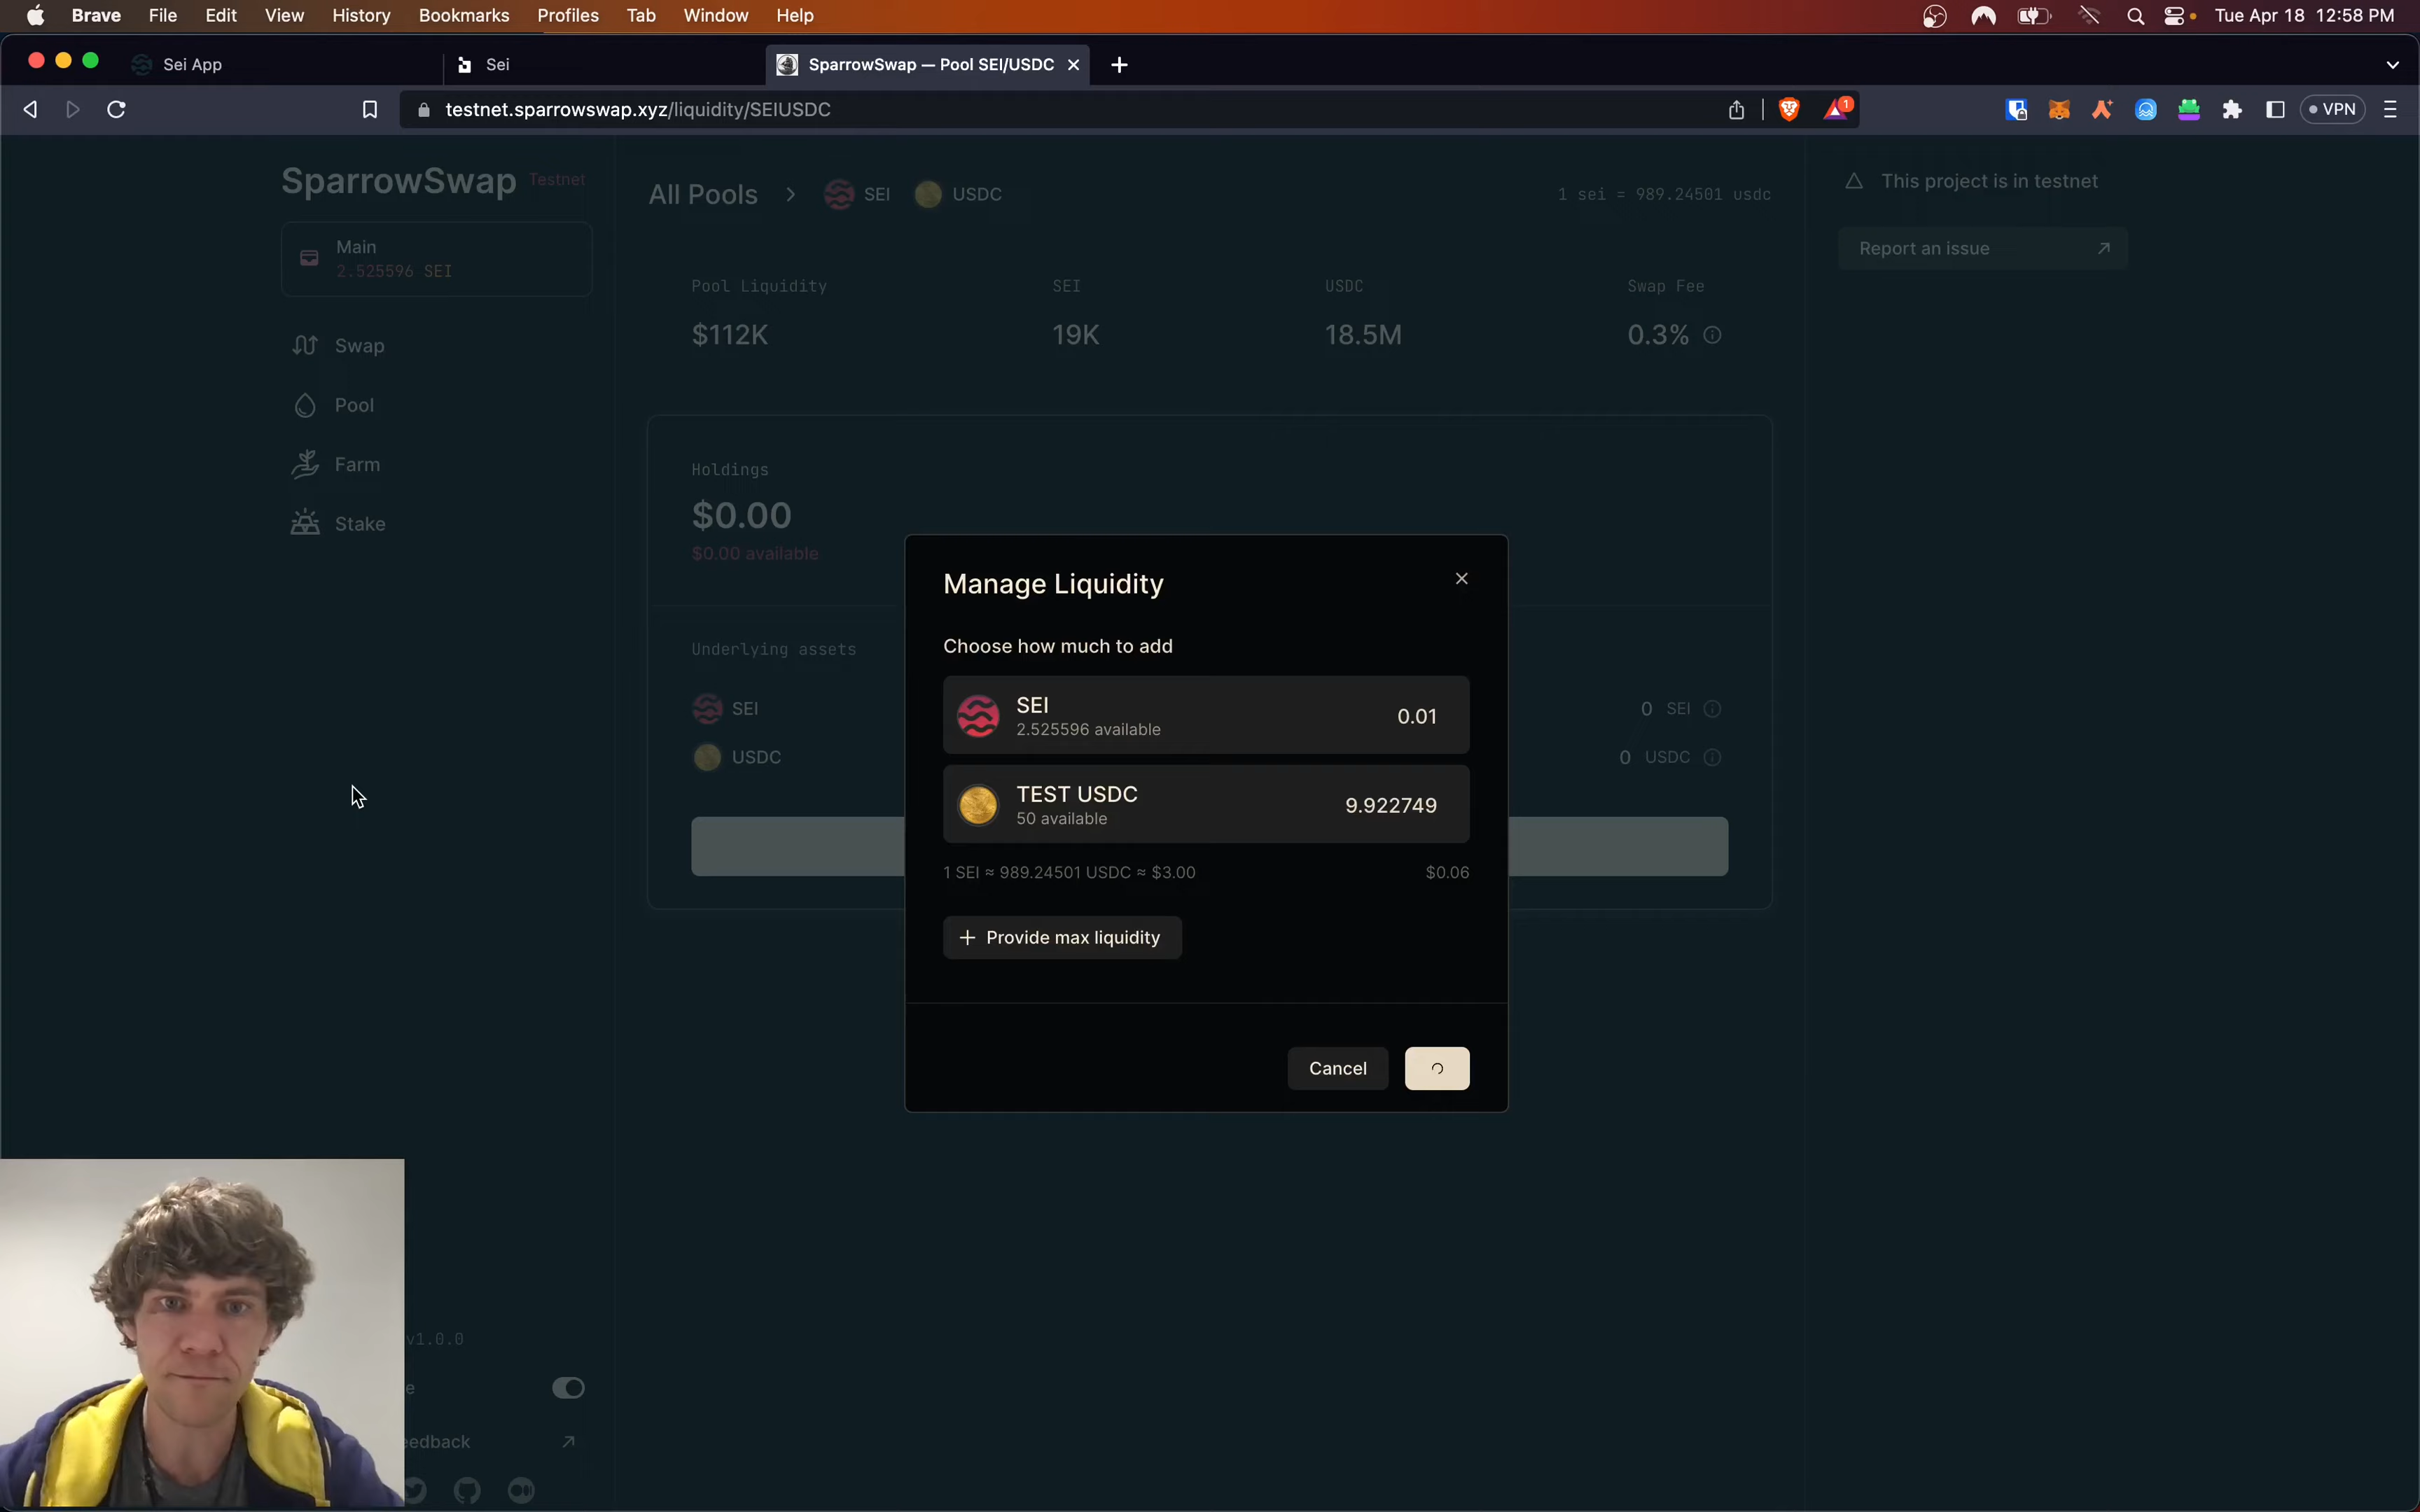 Brave File Edit View History Bookmarks Profiles Tab Window Help
1
Tue Apr 18 12:58 PM
Sei App
Sei
SparrowSwap — Pool SEI/USDC
testnet.sparrowswap.xyz/liquidity/SEIUSDC
VPN
SparrowSwap Testnet
Main
2.525596 SEI
Swap
Pool
Farm
Stake
v1.0.0
All Pools > SEI USDC
1 sei = 989.24501 usdc
Pool Liquidity SEI USDC Swap Fee
$112K 19K 18.5M 0.3%
Holdings
$0.00
$0.00 available
Underlying assets
SEI
0 SEI
USDC
0 USDC
Manage Liquidity
Choose how much to add
SEI
2.525596 available
0.01
TEST USDC
50 available
9.922749
1 SEI ≈ 989.24501 USDC ≈ $3.00
$0.06
+ Provide max liquidity
Cancel
This project is in testnet
Report an issue